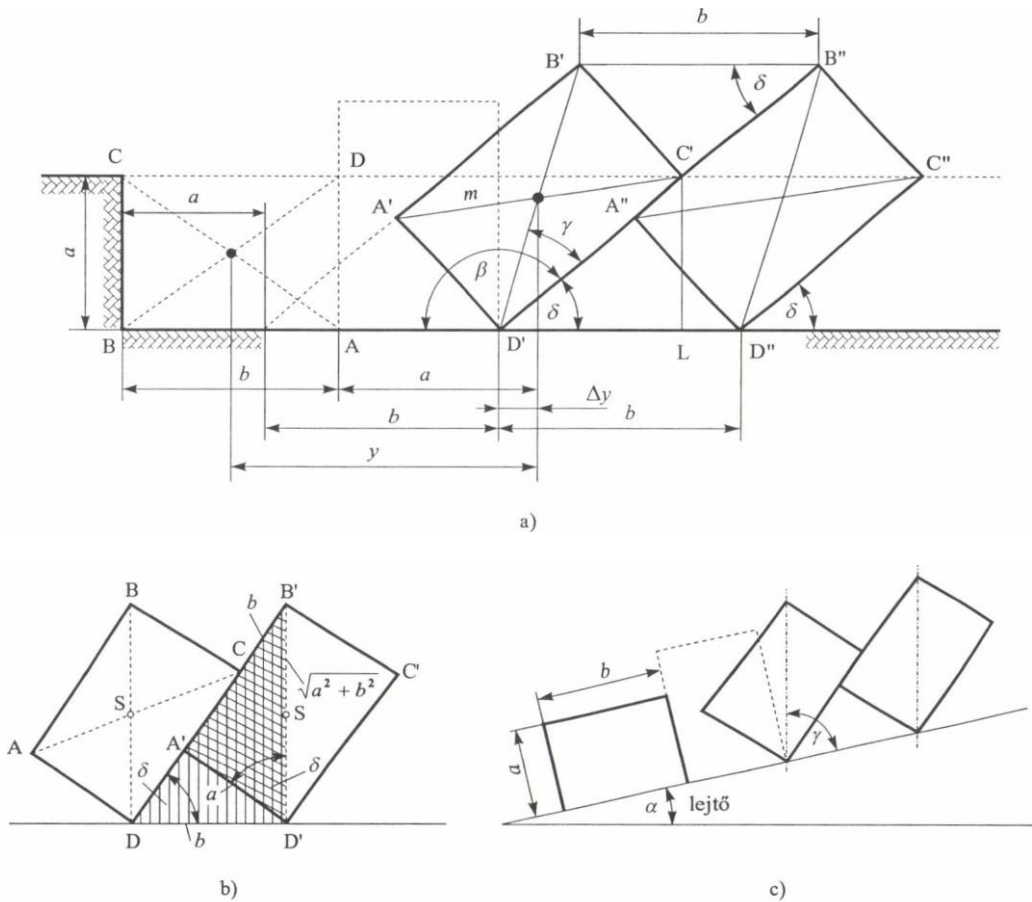 b
B'
B"
δ
C
D
C'
C"
a
m
A'
A"
γ
a
β
δ
δ
B
A
D'
L
D"
b
a
Δy
b
b
y
a)
B
B'
b
C
C'
√a² + b²
S
S
A
A'
δ
a
δ
D
b
D'
b)
b
a
γ
α
lejtő
c)